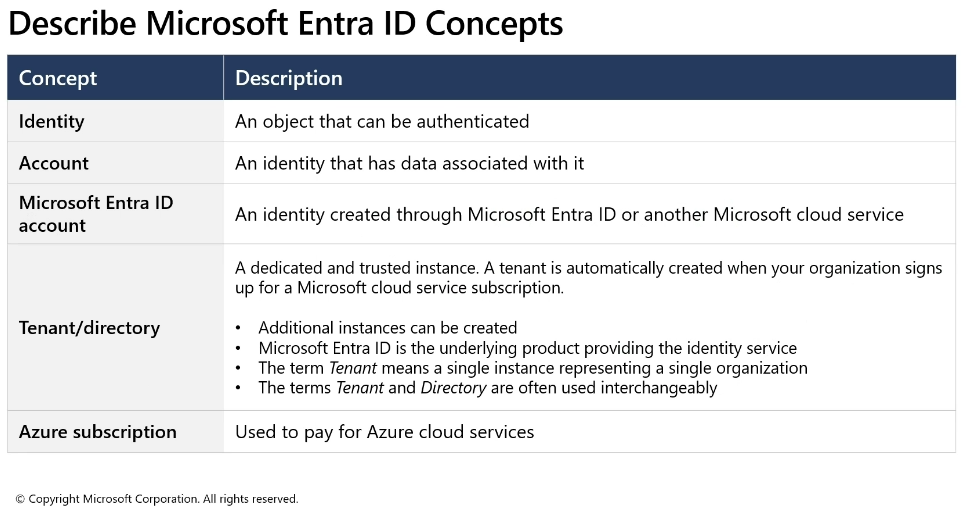 Describe Microsoft Entra ID Concepts
Concept Description
Identity An object that can be authenticated
Account An identity that has data associated with it
Microsoft Entra ID
account
An identity created through Microsoft Entra ID or another Microsoft cloud service
Tenant/directory
A dedicated and trusted instance. A tenant is automatically created when your organization signs
up for a Microsoft cloud service subscription.
• Additional instances can be created
• Microsoft Entra ID is the underlying product providing the identity service
• The term Tenant means a single instance representing a single organization
• The terms Tenant and Directory are often used interchangeably
Azure subscription Used to pay for Azure cloud services
© Copyright Microsoft Corporation. All rights reserved.